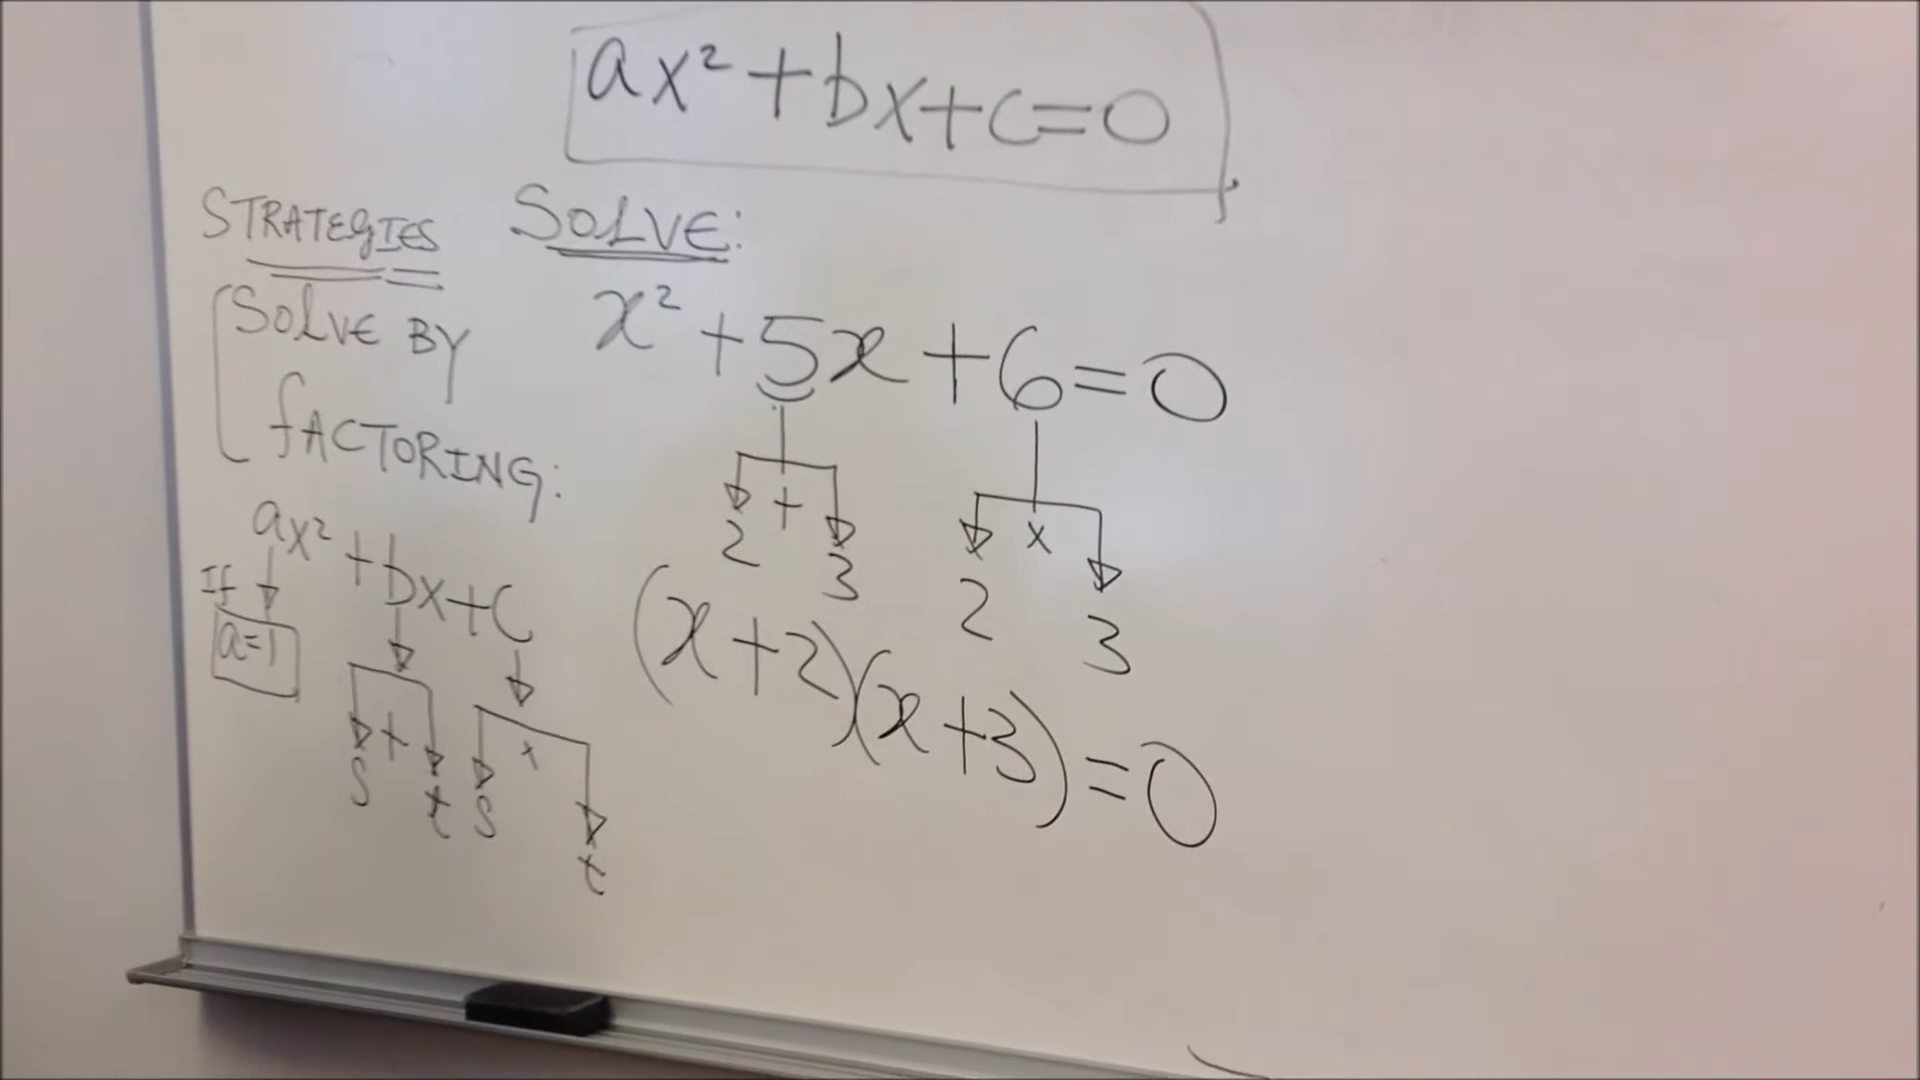 ax² + bx + c = 0
STRATEGIES
SOLVE BY
FACTORING:
ax² + bx + c
If
a=1
+
s t
x
s t
SOLVE:
x² + 5x + 6 = 0
+
2 3
x
2 3
(x+2)(x+3) = 0